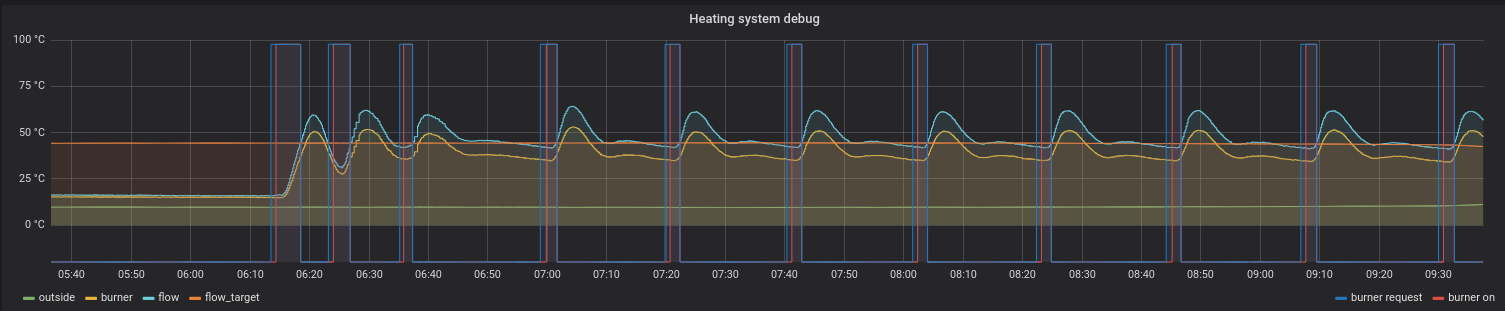 Heating system debug
100 °C
75 °C
50 °C
25 °C
0 °C
05:40 05:50 06:00 06:10 06:20 06:30 06:40 06:50 07:00 07:10 07:20 07:30 07:40 07:50 08:00 08:10 08:20 08:30 08:40 08:50 09:00 09:10 09:20 09:30
outside burner flow flow_target burner request burner on